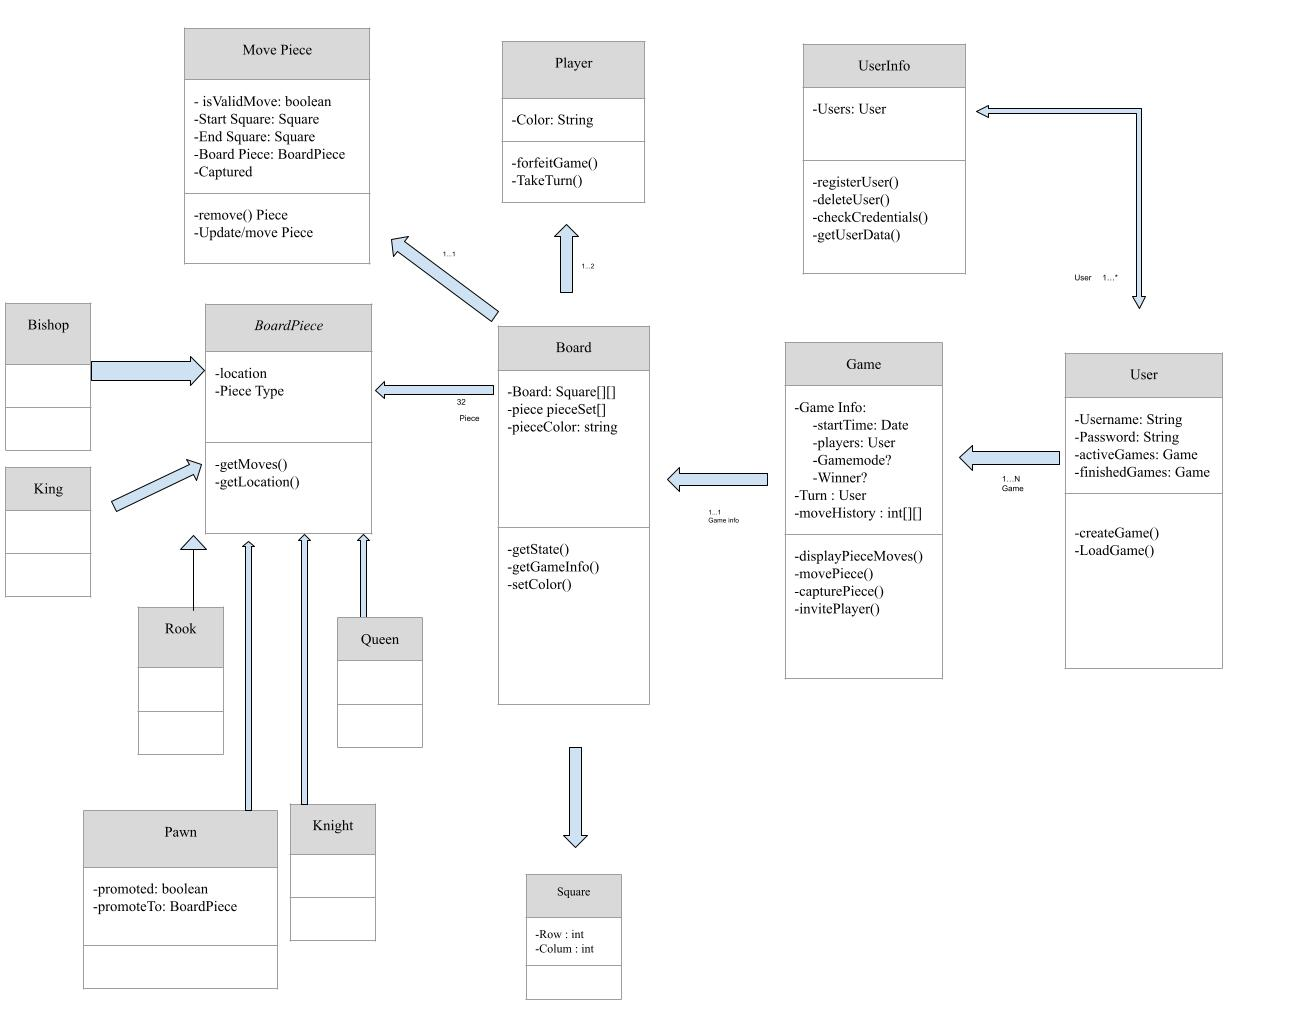 Move Piece
- isValidMove: boolean
-Start Square: Square
-End Square: Square
-Board Piece: BoardPiece
-Captured
-remove() Piece
-Update/move Piece
Player
-Color: String
-forfeitGame()
-TakeTurn()
UserInfo
-Users: User
-registerUser()
-deleteUser()
-checkCredentials()
-getUserData()
1...1
1...2
User 1...*
Bishop
King
BoardPiece
-location
-Piece Type
-getMoves()
-getLocation()
32
Piece
Board
-Board: Square[][]
-piece pieceSet[]
-pieceColor: string
-getState()
-getGameInfo()
-setColor()
1...1
Game info
Game
-Game Info:
-startTime: Date
-players: User
-Gamemode?
-Winner?
-Turn : User
-moveHistory : int[][]
-displayPieceMoves()
-movePiece()
-capturePiece()
-invitePlayer()
1...N
Game
User
-Username: String
-Password: String
-activeGames: Game
-finishedGames: Game
-createGame()
-LoadGame()
Rook
Queen
Pawn
-promoted: boolean
-promoteTo: BoardPiece
Knight
Square
-Row : int
-Colum : int